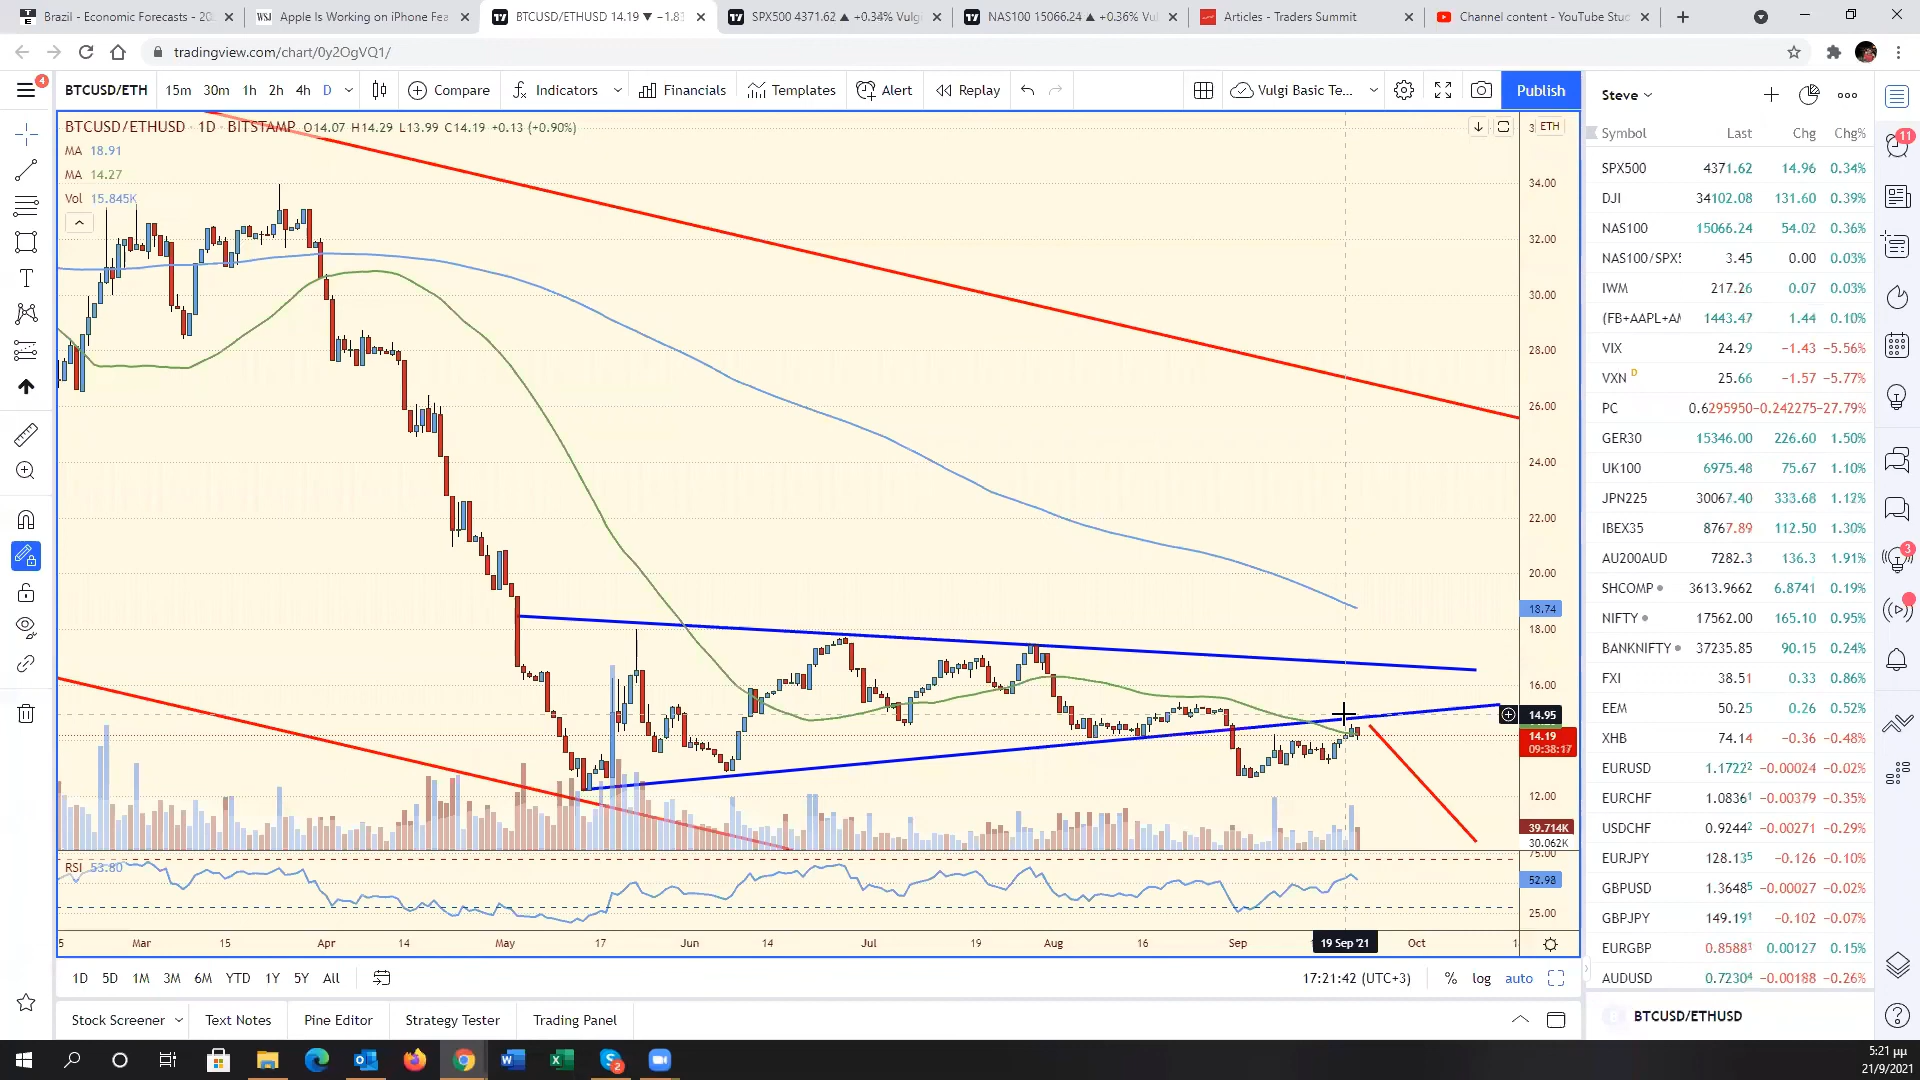 Brazil - Economic Forecasts - 20
WSJ Apple Is Working on iPhone Fea
BTCUSD/ETHUSD 14.19 ▼ −1.8
SPX500 4371.62 ▲ +0.34% Vulg
NAS100 15066.24 ▲ +0.36% Vu
Articles - Traders Summit
Channel content - YouTube Stu
tradingview.com/chart/0y2OgVQ1/
4
BTCUSD/ETH 15m 30m 1h 2h 4h D Compare Indicators Financials Templates Alert Replay Vulgi Basic Te... Publish
BTCUSD/ETHUSD · 1D · BITSTAMP O14.07 H14.29 L13.99 C14.19 +0.13 (+0.90%)
MA 18.91
MA 14.27
Vol 15.845K
ETH
34.00
32.00
30.00
28.00
26.00
24.00
22.00
20.00
18.74
18.00
16.00
14.95
14.19
09:38:17
12.00
39.714K
30.062K
75.00
RSI 53.80
52.98
25.00
5 Mar 15 Apr 14 May 17 Jun 14 Jul 19 Aug 16 Sep 19 Sep '21 Oct
1D 5D 1M 3M 6M YTD 1Y 5Y All
17:21:42 (UTC+3) % log auto
Stock Screener Text Notes Pine Editor Strategy Tester Trading Panel
Steve
Symbol Last Chg Chg%
SPX500 4371.62 14.96 0.34%
DJI 34102.08 131.60 0.39%
NAS100 15066.24 54.02 0.36%
NAS100/SPX 3.45 0.00 0.03%
IWM 217.26 0.07 0.03%
(FB+AAPL+A 1443.47 1.44 0.10%
VIX 24.29 −1.43 −5.56%
VXN D 25.66 −1.57 −5.77%
PC 0.6295950 −0.242275 −27.79%
GER30 15346.00 226.60 1.50%
UK100 6975.48 75.67 1.10%
JPN225 30067.40 333.68 1.12%
IBEX35 8767.89 112.50 1.30%
AU200AUD 7282.3 136.3 1.91%
SHCOMP 3613.9662 6.8741 0.19%
NIFTY 17562.00 165.10 0.95%
BANKNIFTY 37235.85 90.15 0.24%
FXI 38.51 0.33 0.86%
EEM 50.25 0.26 0.52%
XHB 74.14 −0.36 −0.48%
EURUSD 1.17222 −0.00024 −0.02%
EURCHF 1.08361 −0.00379 −0.35%
USDCHF 0.92442 −0.00271 −0.29%
EURJPY 128.135 −0.126 −0.10%
GBPUSD 1.36485 −0.00027 −0.02%
GBPJPY 149.191 −0.102 −0.07%
EURGBP 0.85881 0.00127 0.15%
AUDUSD 0.72304 −0.00188 −0.26%
BTCUSD/ETHUSD
11
3
2
5:21 μμ
21/9/2021